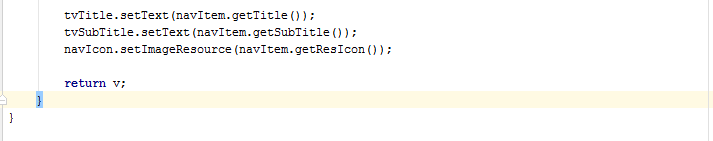 tvTitle.setText(navItem.getTitle());
tvSubTitle.setText(navItem.getSubTitle());
navIcon.setImageResource(navItem.getResIcon());
return v;
}
}